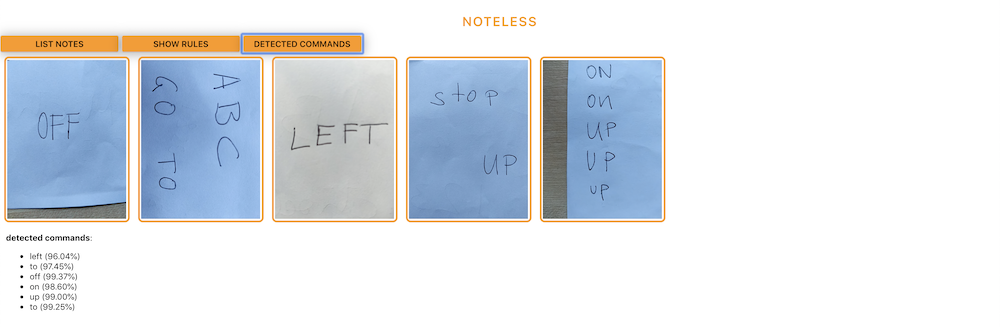 NOTELESS
LIST NOTES
SHOW RULES
DETECTED COMMANDS
OFF
ABC
GO TO
LEFT
stop
UP
ON
on
UP
UP
up
detected commands:
left (96.04%)
to (97.45%)
off (99.37%)
on (98.60%)
up (99.00%)
to (99.25%)